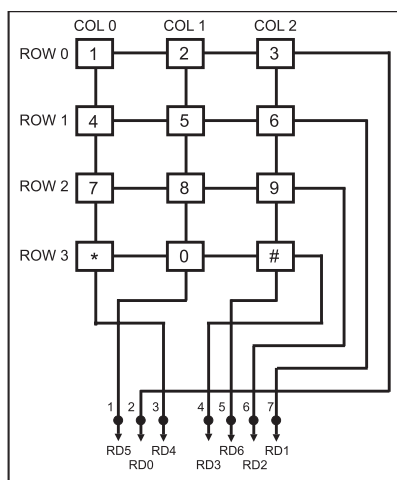 COL 0 COL 1 COL 2
ROW 0 1 2 3
ROW 1 4 5 6
ROW 2 7 8 9
ROW 3 * 0 #
1 2 3 4 5 6 7
RD5 RD4 RD6 RD1
RD0 RD3 RD2